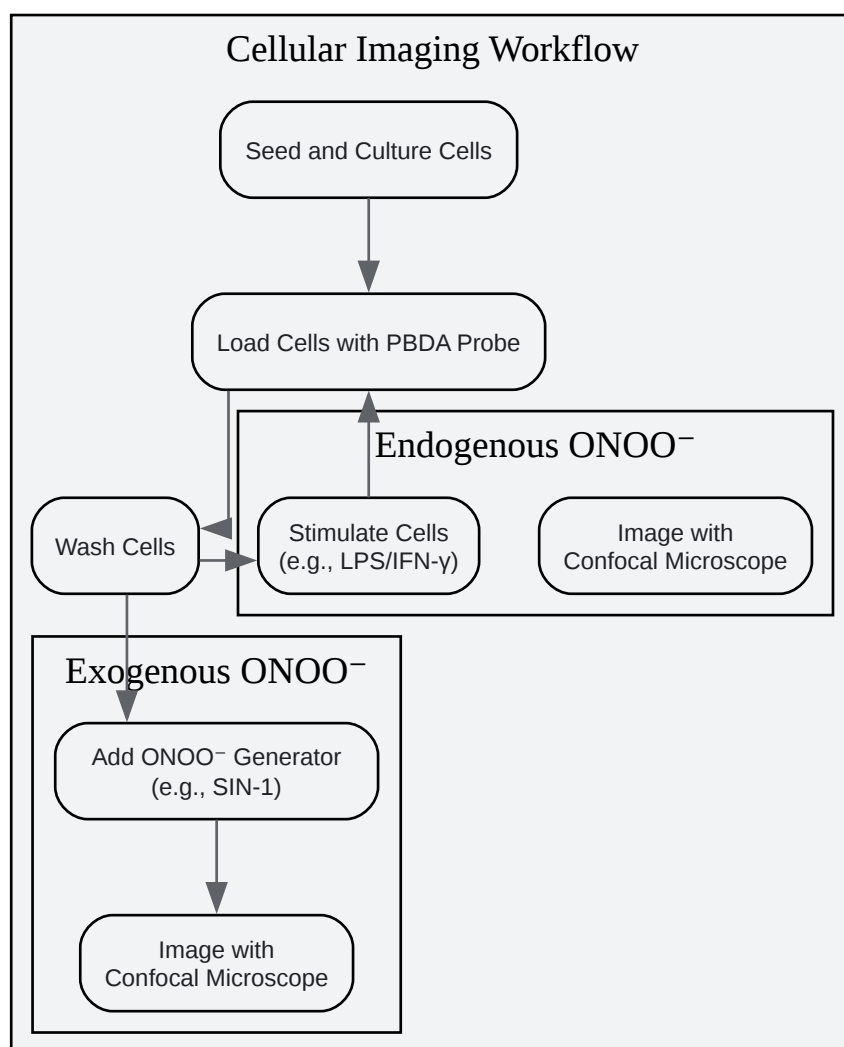 Cellular Imaging Workflow
Seed and Culture Cells
Load Cells with PBDA Probe
Endogenous ONOO⁻
Wash Cells
Stimulate Cells
(e.g., LPS/IFN-γ)
Image with
Confocal Microscope
Exogenous ONOO⁻
Add ONOO⁻ Generator
(e.g., SIN-1)
Image with
Confocal Microscope